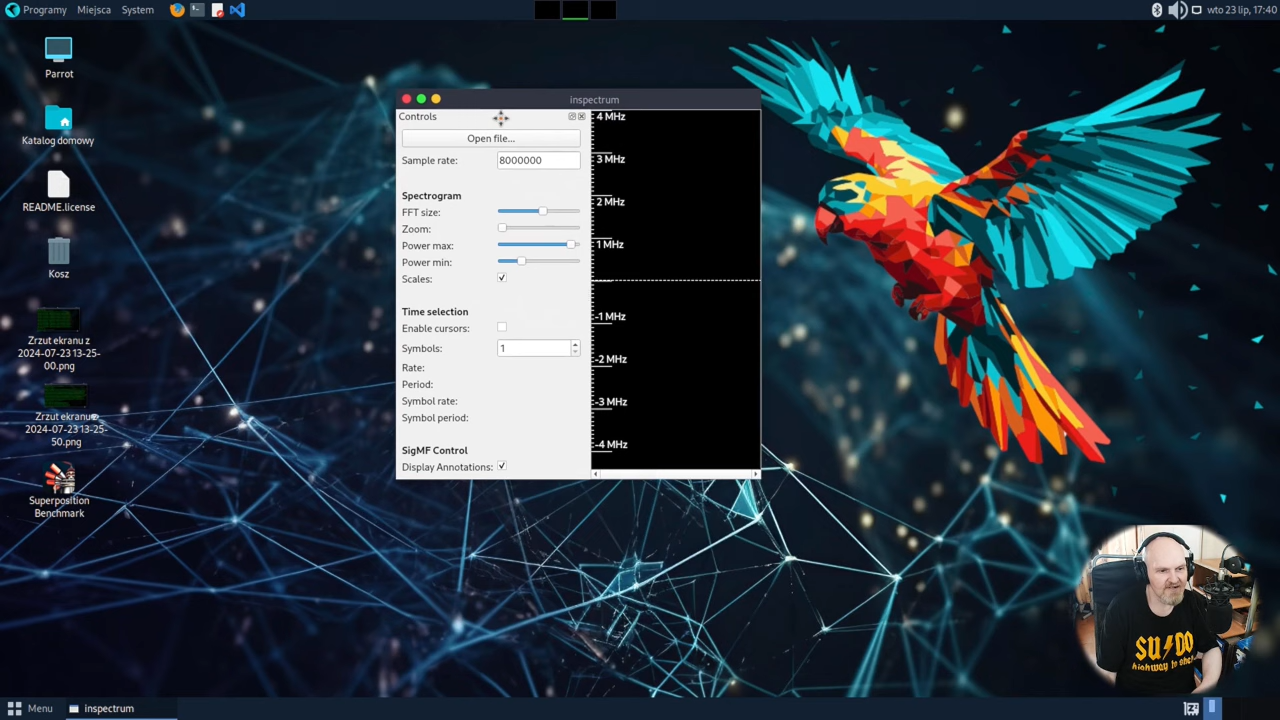 Programy Miejsca System
wto 23 lip, 17:40
Parrot
Katalog domowy
README.license
Kosz
Zrzut ekranu z
2024-07-23 13-25-
00.png
Zrzut ekranu z
2024-07-23 13-25-
50.png
Superposition
Benchmark
inspectrum
Controls
Open file...
Sample rate: 8000000
Spectrogram
FFT size:
Zoom:
Power max:
Power min:
Scales:
Time selection
Enable cursors:
Symbols: 1
Rate:
Period:
Symbol rate:
Symbol period:
SigMF Control
Display Annotations:
4 MHz
3 MHz
2 MHz
1 MHz
-1 MHz
-2 MHz
-3 MHz
-4 MHz
SU DO
highway to shell
Menu inspectrum